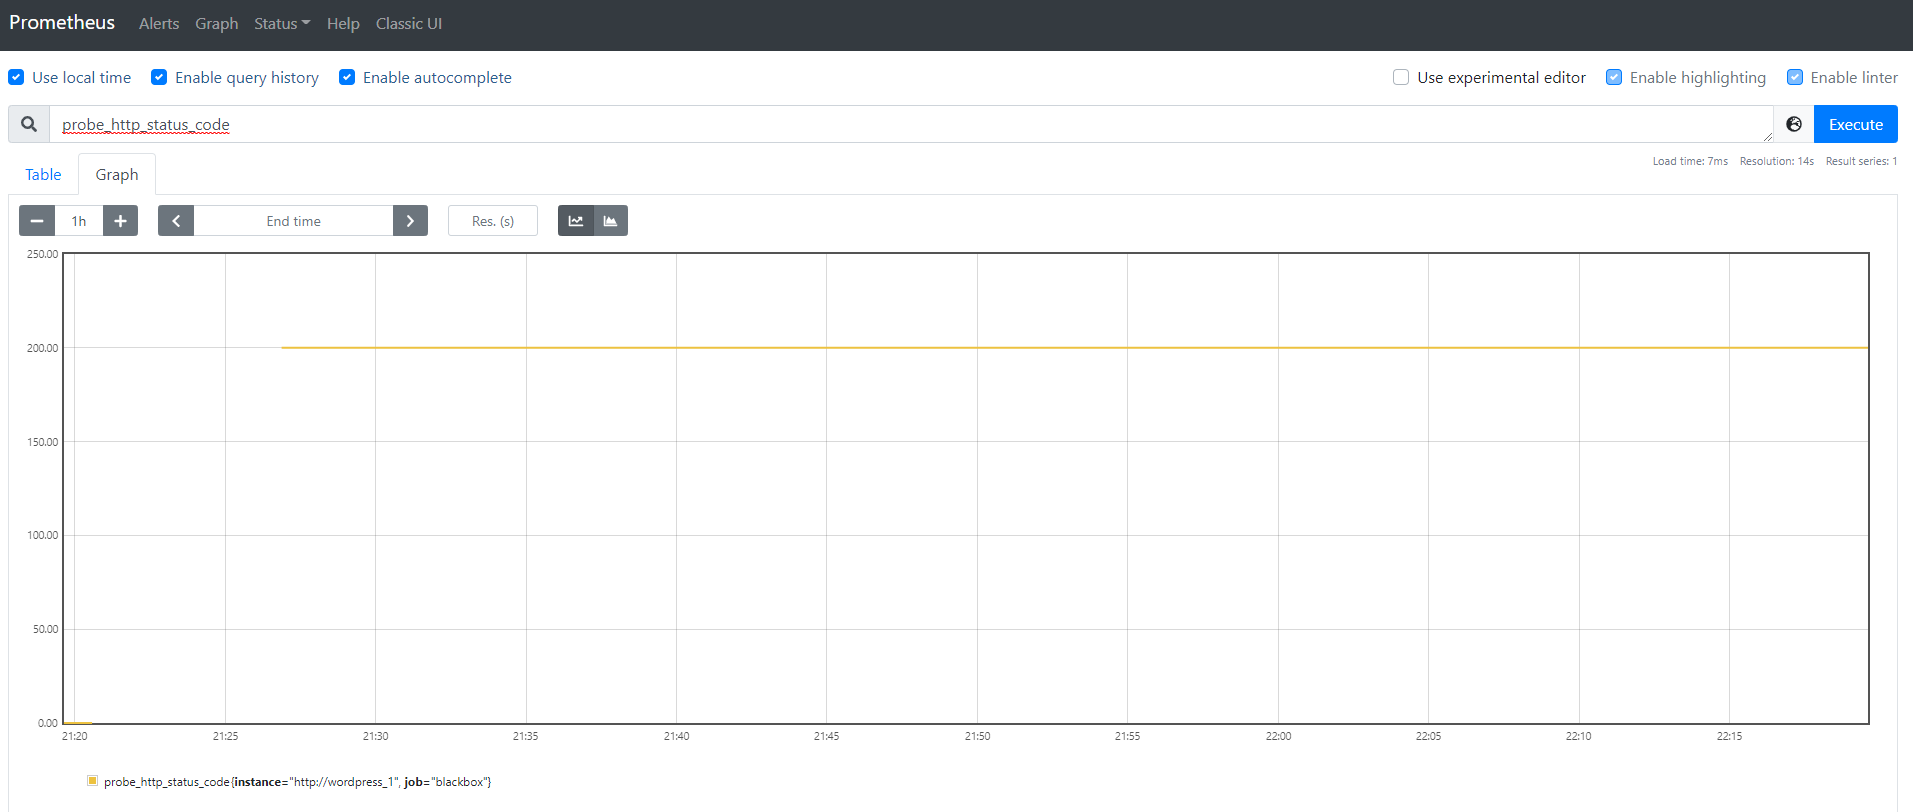 Prometheus Alerts Graph Status Help Classic UI
Use local time Enable query history Enable autocomplete Use experimental editor Enable highlighting Enable linter
probe_http_status_code Execute
Load time: 7ms Resolution: 14s Result series: 1
Table Graph
1h End time Res. (s)
250.00
200.00
150.00
100.00
50.00
0.00
21:20 21:25 21:30 21:35 21:40 21:45 21:50 21:55 22:00 22:05 22:10 22:15
probe_http_status_code{instance="http://wordpress_1", job="blackbox"}